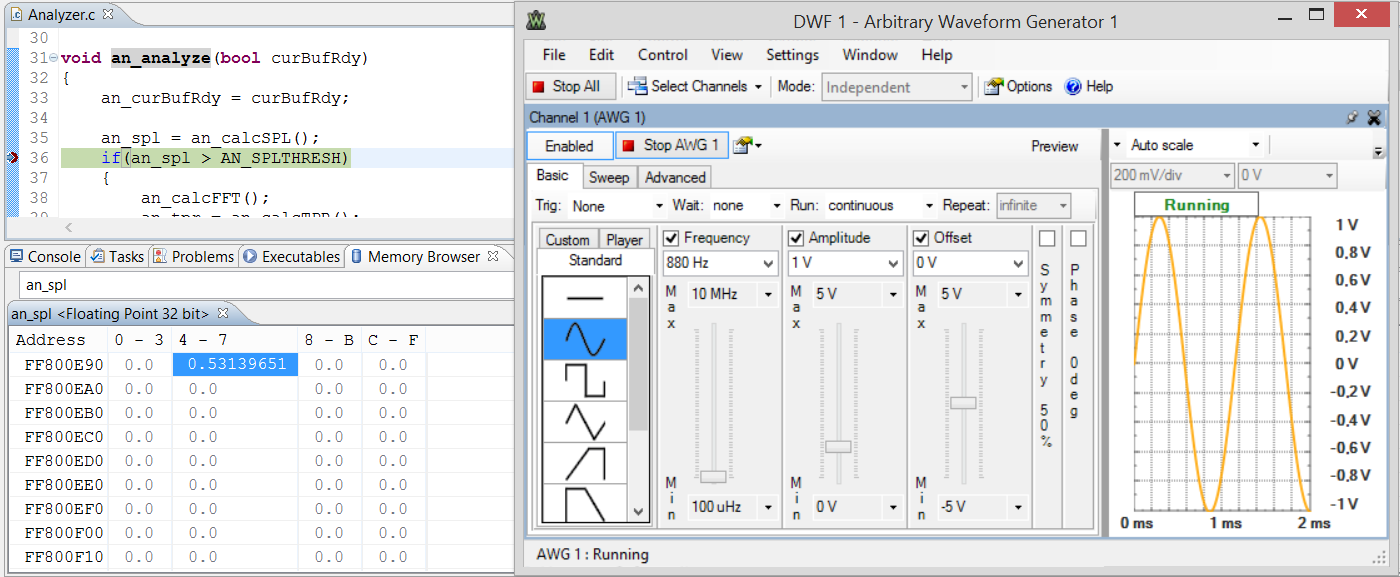 Analyzer.c
30
31 void an_analyze(bool curBufRdy)
32 {
33 an_curBufRdy = curBufRdy;
34
35 an_spl = an_calcSPL();
36 if(an_spl > AN_SPLTHRESH)
37 {
38 an_calcFFT();
Console Tasks Problems Executables Memory Browser
an_spl
an_spl <Floating Point 32 bit>
Address 0 - 3 4 - 7 8 - B C - F
FF800E90 0.0 0.53139651 0.0 0.0
FF800EA0 0.0 0.0 0.0 0.0
FF800EB0 0.0 0.0 0.0 0.0
FF800EC0 0.0 0.0 0.0 0.0
FF800ED0 0.0 0.0 0.0 0.0
FF800EE0 0.0 0.0 0.0 0.0
FF800EF0 0.0 0.0 0.0 0.0
FF800F00 0.0 0.0 0.0 0.0
FF800F10 0.0 0.0 0.0 0.0
DWF 1 - Arbitrary Waveform Generator 1
File Edit Control View Settings Window Help
Stop All Select Channels Mode: Independent Options Help
Channel 1 (AWG 1)
Enabled Stop AWG 1 Preview
Basic Sweep Advanced
Trig: None Wait: none Run: continuous Repeat: infinite
Custom Player
Standard
Frequency
880 Hz
Max
10 MHz
Min
100 uHz
Amplitude
1 V
Max
5 V
Min
0 V
Offset
0 V
Max
5 V
Min
-5 V
Symmetry 50%
Phase 0deg
Auto scale
200 mV/div 0 V
Running
1 V
0,8 V
0,6 V
0,4 V
0,2 V
0 V
-0,2 V
-0,4 V
-0,6 V
-0,8 V
-1 V
0 ms 1 ms 2 ms
AWG 1 : Running